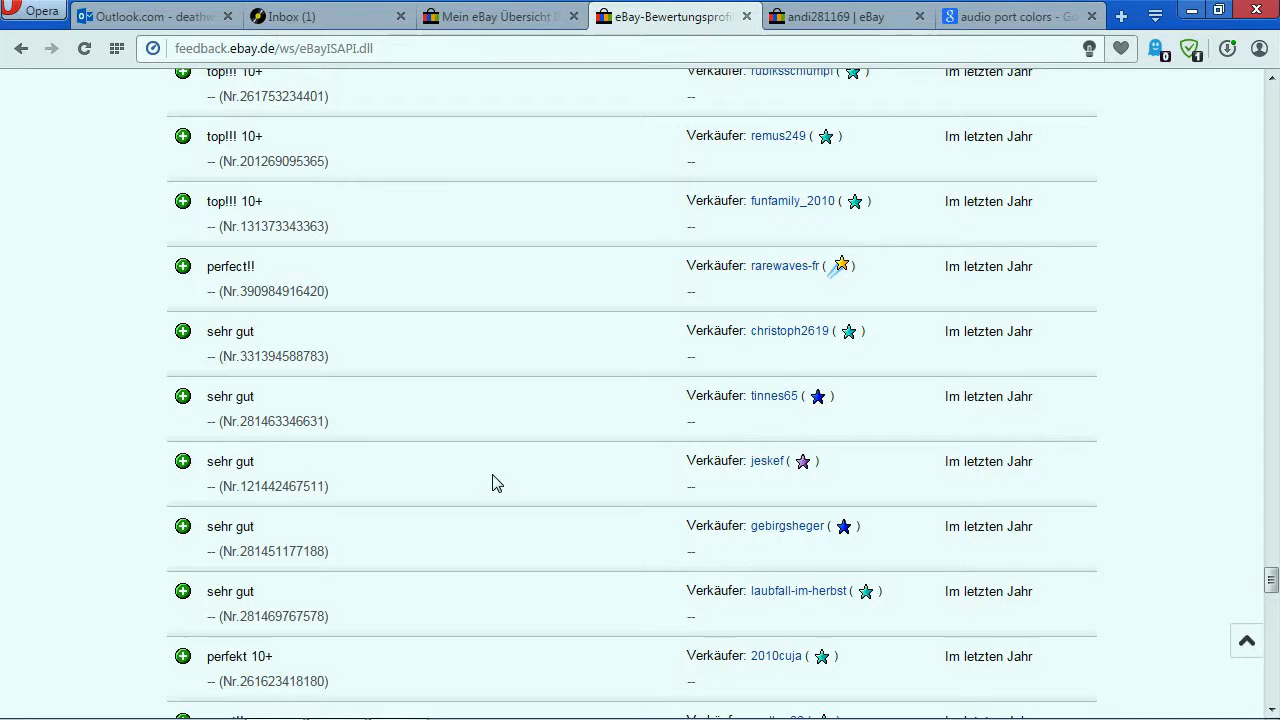 Opera
Outlook.com - deathw
Inbox (1)
Mein eBay Übersicht
eBay-Bewertungsprofil
andi281169 | eBay
audio port colors - Go
feedback.ebay.de/ws/eBayISAPI.dll
0
1
top!!! 10+ Verkäufer: rubiksschlumpf ( ) Im letzten Jahr
-- (Nr.261753234401) --
top!!! 10+ Verkäufer: remus249 ( ) Im letzten Jahr
-- (Nr.201269095365) --
top!!! 10+ Verkäufer: funfamily_2010 ( ) Im letzten Jahr
-- (Nr.131373343363) --
perfect!! Verkäufer: rarewaves-fr ( ) Im letzten Jahr
-- (Nr.390984916420) --
sehr gut Verkäufer: christoph2619 ( ) Im letzten Jahr
-- (Nr.331394588783) --
sehr gut Verkäufer: tinnes65 ( ) Im letzten Jahr
-- (Nr.281463346631) --
sehr gut Verkäufer: jeskef ( ) Im letzten Jahr
-- (Nr.121442467511) --
sehr gut Verkäufer: gebirgsheger ( ) Im letzten Jahr
-- (Nr.281451177188) --
sehr gut Verkäufer: laubfall-im-herbst ( ) Im letzten Jahr
-- (Nr.281469767578) --
perfekt 10+ Verkäufer: 2010cuja ( ) Im letzten Jahr
-- (Nr.261623418180) --